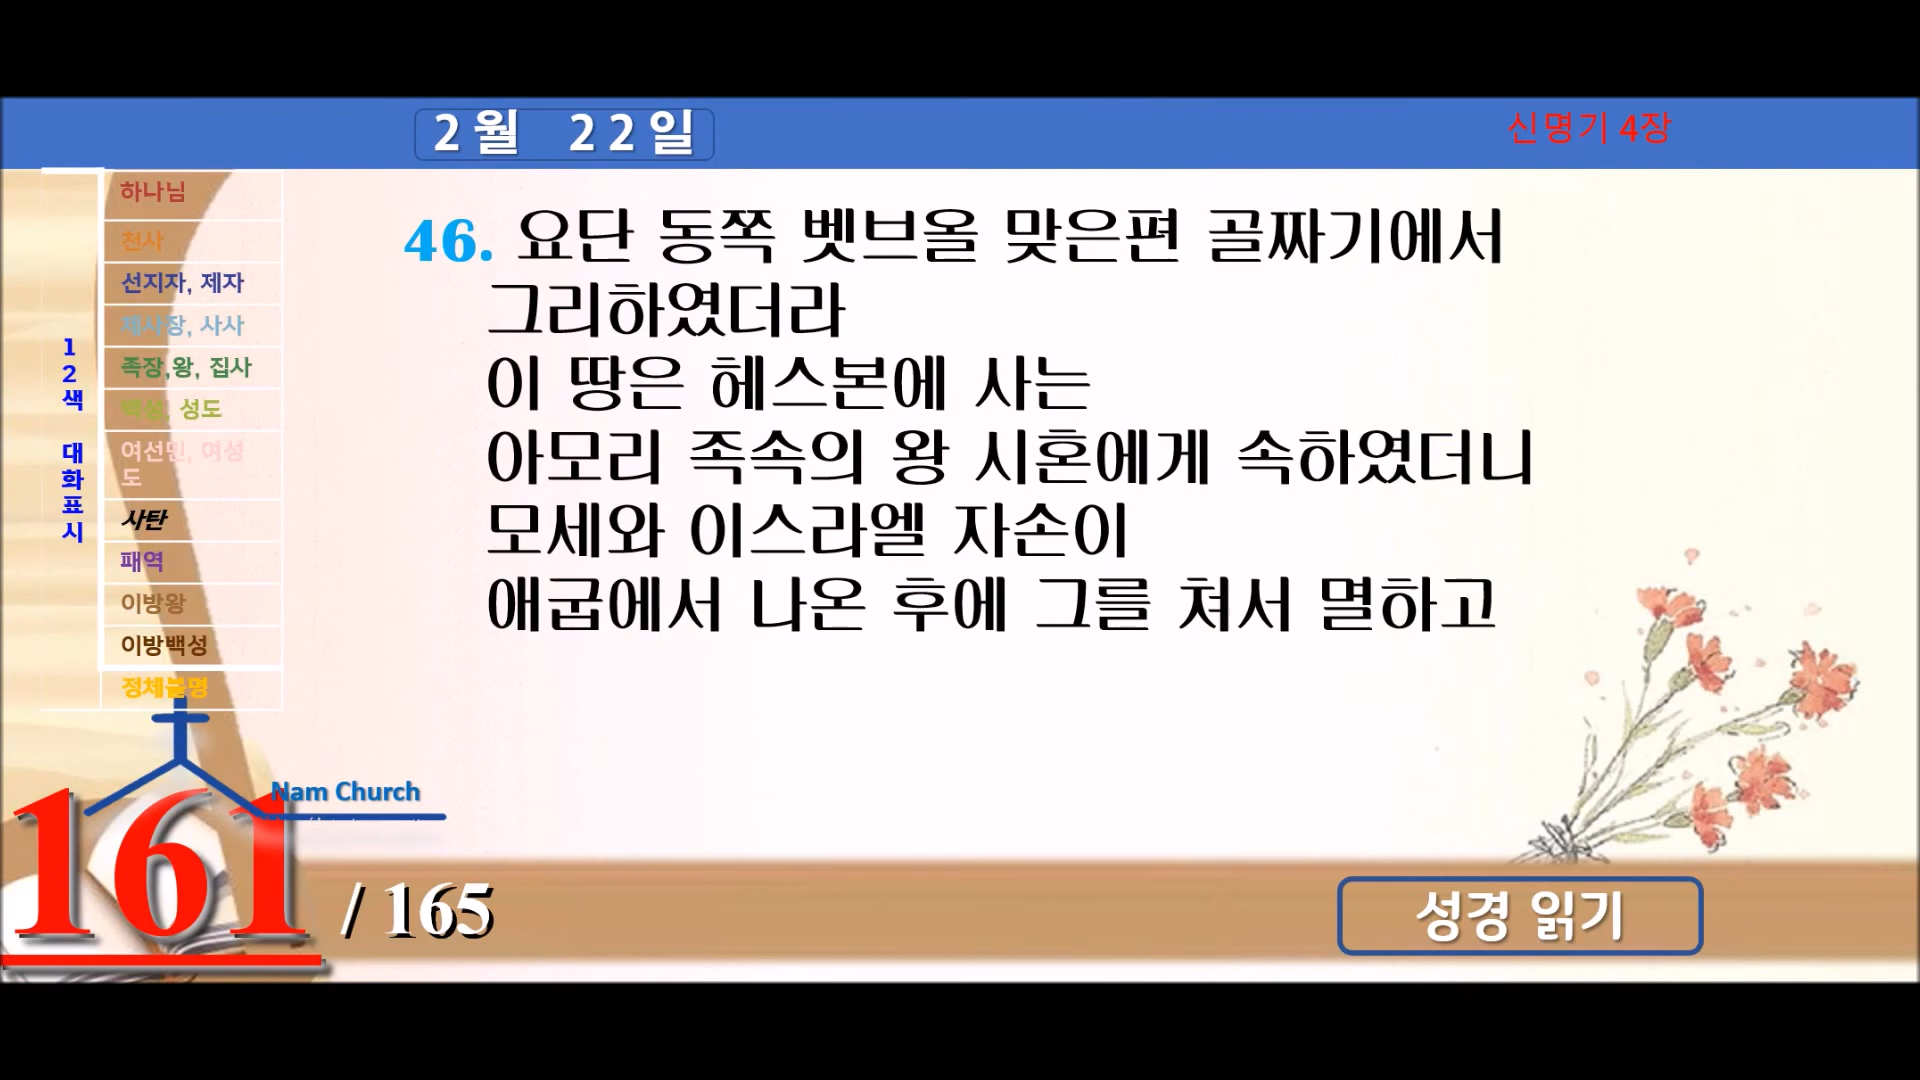 2월 22일
신명기 4장
하나님
천사
선지자, 제자
제사장, 사사
족장,왕, 집사
백성, 성도
여선민, 여성
도
사탄
패역
이방왕
이방백성
정체불명
12색 대화표시
46. 요단 동쪽 벳브올 맞은편 골짜기에서
그리하였더라
이 땅은 헤스본에 사는
아모리 족속의 왕 시혼에게 속하였더니
모세와 이스라엘 자손이
애굽에서 나온 후에 그를 쳐서 멸하고
Nam Church
161 / 165
성경 읽기